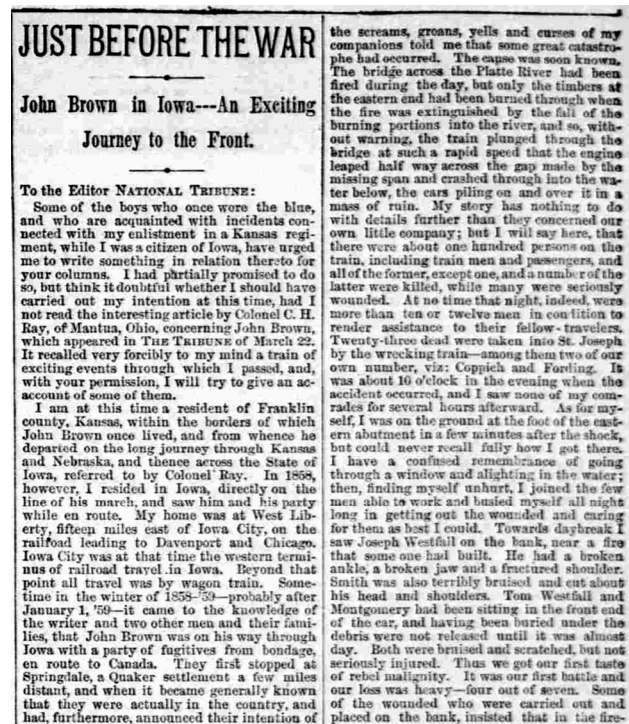 JUST BEFORE THE WAR
John Brown in Iowa---An Exciting
Journey to the Front.
To the Editor NATIONAL TRIBUNE:
Some of the boys who once wore the blue,
and who are acquainted with incidents con-
nected with my enlistment in a Kansas regi-
ment, while I was a citizen of Iowa, have urged
me to write something in relation thereto for
your columns. I had partially promised to do
so, but think it doubtful whether I should have
carried out my intention at this time, had I
not read the interesting article by Colonel C. H.
Ray, of Mantua, Ohio, concerning John Brown,
which appeared in THE TRIBUNE of March 22.
It recalled very forcibly to my mind a train of
exciting events through which I passed, and,
with your permission, I will try to give an ac-
account of some of them.
I am at this time a resident of Franklin
county, Kansas, within the borders of which
John Brown once lived, and from whence he
departed on the long journey through Kansas
and Nebraska, and thence across the State of
Iowa, referred to by Colonel Ray. In 1858,
however, I resided in Iowa, directly on the
line of his march, and saw him and his party
while en route. My home was at West Lib-
erty, fifteen miles east of Iowa City, on the
railroad leading to Davenport and Chicago.
Iowa City was at that time the western termi-
nus of railroad travel in Iowa. Beyond that
point all travel was by wagon train. Some-
time in the winter of 1858-'59—probably after
January 1, '59—it came to the knowledge of
the writer and two other men and their fami-
lies, that John Brown was on his way through
Iowa with a party of fugitives from bondage,
en route to Canada. They first stopped at
Springdale, a Quaker settlement a few miles
distant, and when it became generally known
that they were actually in the country, and
had, furthermore, announced their intention of
the screams, groans, yells and curses of my
companions told me that some great catastro-
phe had occurred. The cause was soon known.
The bridge across the Platte River had been
fired during the day, but only the timbers at
the eastern end had been burned through when
the fire was extinguished by the fall of the
burning portions into the river, and so, with-
out warning, the train plunged through the
bridge at such a rapid speed that the engine
leaped half way across the gap made by the
missing span and crashed through into the wa-
ter below, the cars piling on and over it in a
mass of ruin. My story has nothing to do
with details further than they concerned our
own little company; but I will say here, that
there were about one hundred persons on the
train, including train men and passengers, and
all of the former, except one, and a number of the
latter were killed, while many were seriously
wounded. At no time that night, indeed, were
more than ten or twelve men in condition to
render assistance to their fellow-travelers.
Twenty-three dead were taken into St. Joseph
by the wrecking train—among them two of our
own number, viz: Coppich and Fording. It
was about 10 o'clock in the evening when the
accident occurred, and I saw none of my com-
rades for several hours afterward. As for my-
self, I was on the ground at the foot of the east-
ern abutment in a few minutes after the shock,
but could never recall fully how I got there.
I have a confused remembrance of going
through a window and alighting in the water;
then, finding myself unhurt, I joined the few
men able to work and busied myself all night
long in getting out the wounded and caring
for them as best I could. Towards daybreak I
saw Joseph Westfall on the bank, near a fire
that some one had built. He had a broken
ankle, a broken jaw and a fractured shoulder.
Smith was also terribly bruised and cut about
his head and shoulders. Tom Westfall and
Montgomery had been sitting in the front end
of the car, and having been buried under the
debris were not released until it was almost
day. Both were bruised and scratched, but not
seriously injured. Thus we got our first taste
of rebel malignity. It was our first battle and
our loss was heavy—four out of seven. Some
of the wounded who were carried out and
placed on the bank, insted than in the fire.